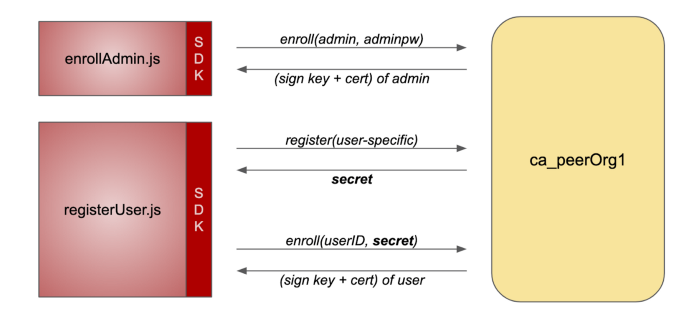 enrollAdmin.js
S
D
K
enroll(admin, adminpw)
(sign key + cert) of admin
registerUser.js
S
D
K
register(user-specific)
secret
enroll(userID, secret)
(sign key + cert) of user
ca_peerOrg1